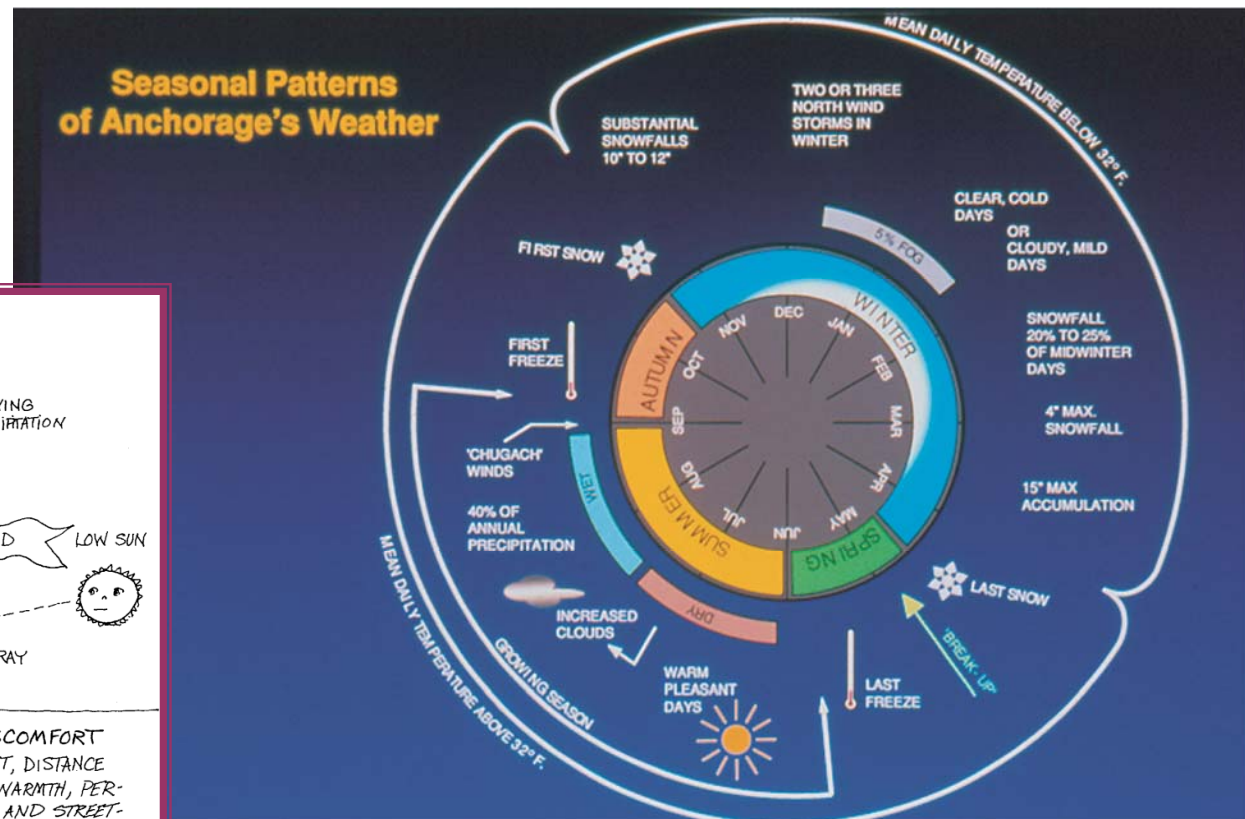 Seasonal Patterns
of Anchorage's Weather
MEAN DAILY TEMPERATURE BELOW 32° F.
SUBSTANTIAL
SNOWFALLS
10" TO 12"
TWO OR THREE
NORTH WIND
STORMS IN
WINTER
CLEAR, COLD
DAYS
OR
CLOUDY, MILD
DAYS
5% FOG
FIRST SNOW
SNOWFALL
20% TO 25%
OF MIDWINTER
DAYS
4" MAX.
SNOWFALL
15" MAX
ACCUMULATION
FIRST
FREEZE
'CHUGACH'
WINDS
WET
40% OF
ANNUAL
PRECIPITATION
INCREASED
CLOUDS
DRY
WARM
PLEASANT
DAYS
LAST
FREEZE
LAST SNOW
'BREAK-UP'
GROWING SEASON
MEAN DAILY TEMPERATURE ABOVE 32° F.
WINTER
SPRING
SUMMER
AUTUMN
DEC
JAN
FEB
MAR
APR
MAY
JUN
JUL
AUG
SEP
OCT
NOV
LOW SUN
SCOMFORT
T, DISTANCE
WARMTH, PER-
AND STREET-